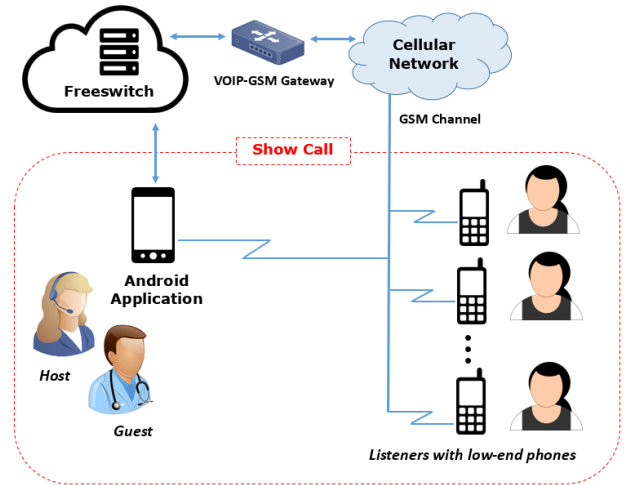 Freeswitch
VOIP-GSM Gateway
Cellular
Network
GSM Channel
Show Call
Android
Application
Host
Guest
Listeners with low-end phones